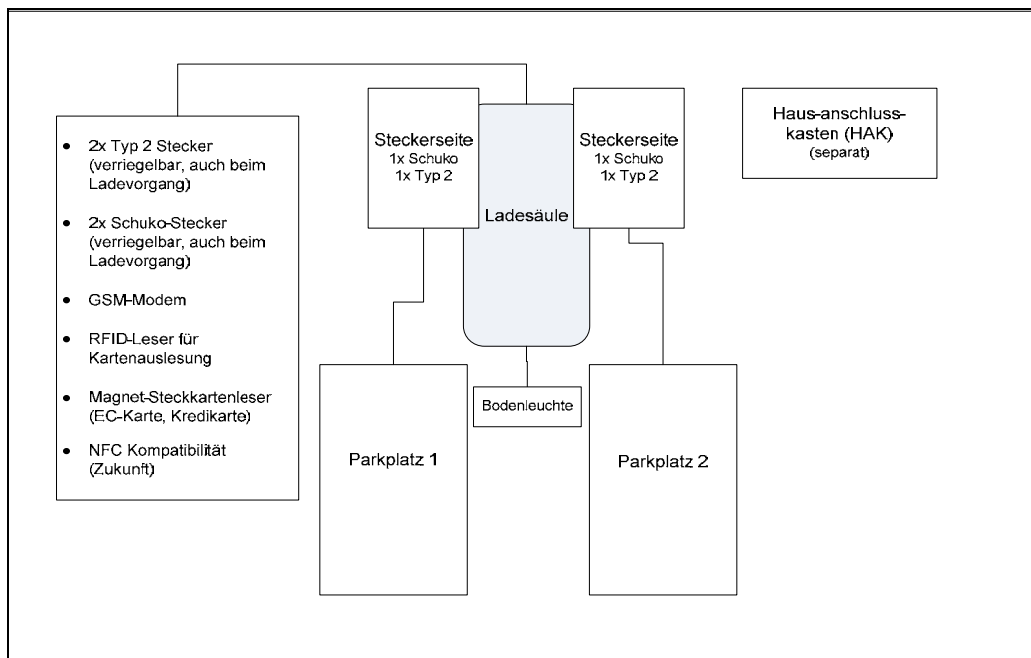 2x Typ 2 Stecker
(verriegelbar, auch beim
Ladevorgang)
2x Schuko-Stecker
(verriegelbar, auch beim
Ladevorgang)
GSM-Modem
RFID-Leser für
Kartenauslesung
Magnet-Steckkartenleser
(EC-Karte, Kredikarte)
NFC Kompatibilität
(Zukunft)
Steckerseite
1x Schuko
1x Typ 2
Ladesäule
Steckerseite
1x Schuko
1x Typ 2
Haus-anschluss-
kasten (HAK)
(separat)
Bodenleuchte
Parkplatz 1
Parkplatz 2